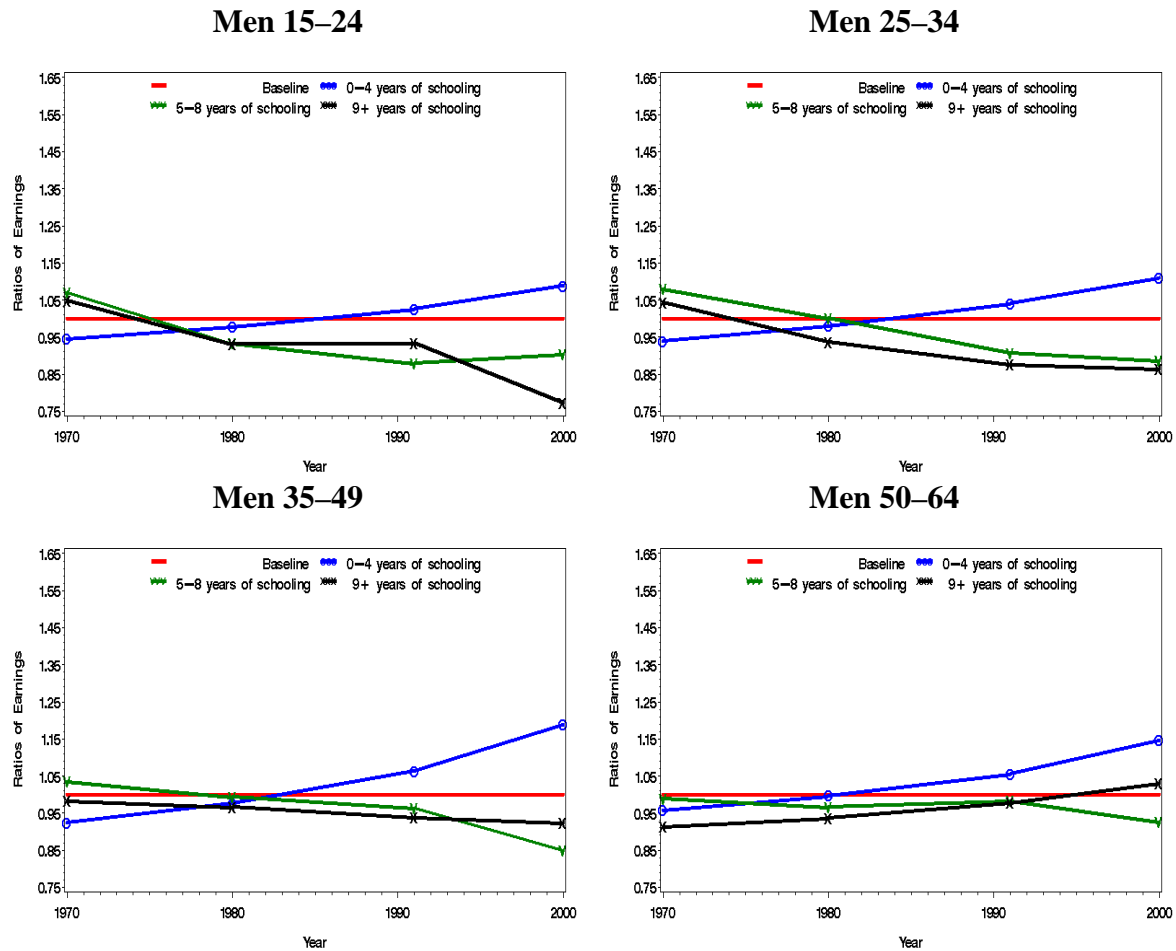 Men 15–24
Baseline 0–4 years of schooling
5–8 years of schooling 9+ years of schooling
Ratios of Earnings
1.65
1.55
1.45
1.35
1.25
1.15
1.05
0.95
0.85
0.75
1970 1980 1990 2000
Year
Men 25–34
Baseline 0–4 years of schooling
5–8 years of schooling 9+ years of schooling
Ratios of Earnings
1.65
1.55
1.45
1.35
1.25
1.15
1.05
0.95
0.85
0.75
1970 1980 1990 2000
Year
Men 35–49
Baseline 0–4 years of schooling
5–8 years of schooling 9+ years of schooling
Ratios of Earnings
1.65
1.55
1.45
1.35
1.25
1.15
1.05
0.95
0.85
0.75
1970 1980 1990 2000
Year
Men 50–64
Baseline 0–4 years of schooling
5–8 years of schooling 9+ years of schooling
Ratios of Earnings
1.65
1.55
1.45
1.35
1.25
1.15
1.05
0.95
0.85
0.75
1970 1980 1990 2000
Year